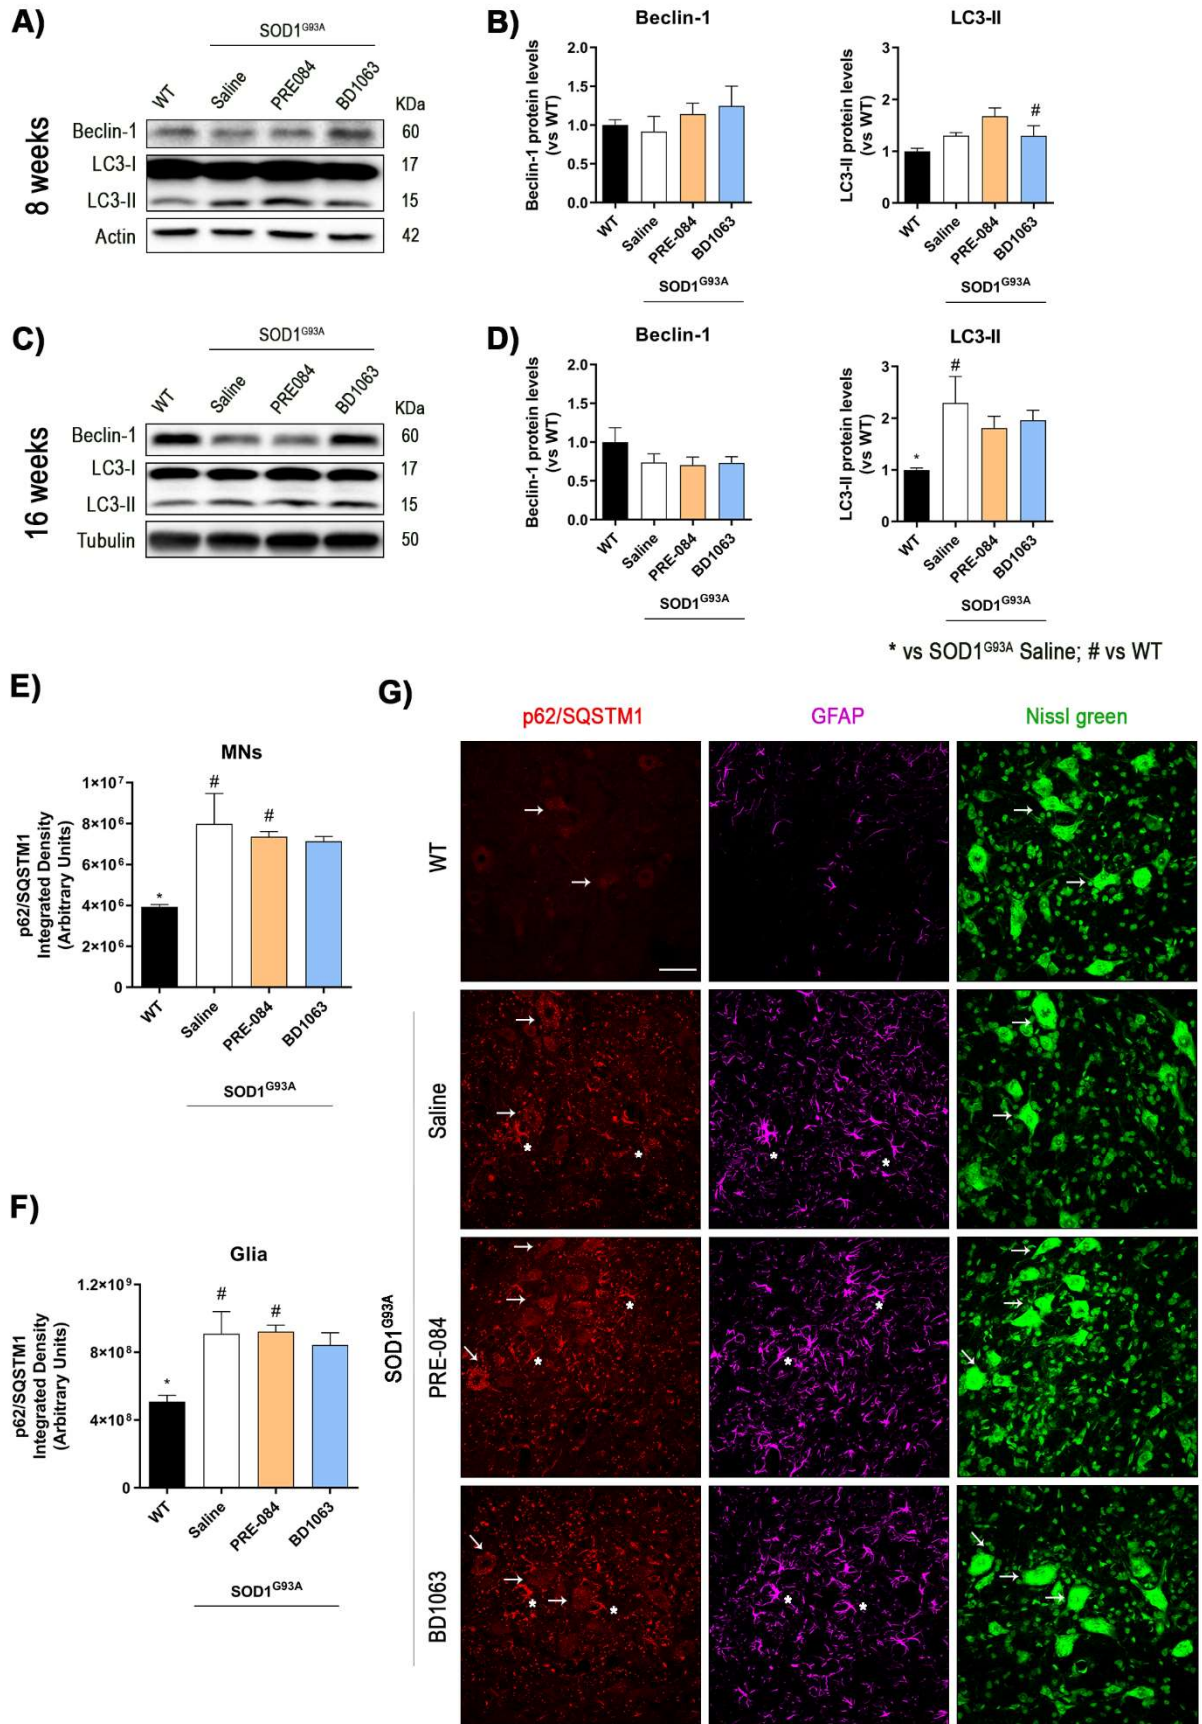 A)
SOD1G93A
WT
Saline
PRE084
BD1063
KDa
8 weeks
Beclin-1
60
LC3-I
17
LC3-II
15
Actin
42
B)
Beclin-1
Beclin-1 protein levels
(vs WT)
2.0
1.5
1.0
0.5
0.0
WT
Saline
PRE-084
BD1063
SOD1G93A
LC3-II
LC3-II protein levels
(vs WT)
3
2
1
0
#
WT
Saline
PRE-084
BD1063
SOD1G93A
C)
SOD1G93A
WT
Saline
PRE084
BD1063
KDa
16 weeks
Beclin-1
60
LC3-I
17
LC3-II
15
Tubulin
50
D)
Beclin-1
Beclin-1 protein levels
(vs WT)
2.0
1.5
1.0
0.5
0.0
WT
Saline
PRE-084
BD1063
SOD1G93A
LC3-II
LC3-II protein levels
(vs WT)
3
2
1
0
*
#
WT
Saline
PRE-084
BD1063
SOD1G93A
* vs SOD1G93A Saline; # vs WT
E)
MNs
p62/SQSTM1
Integrated Density
(Arbitrary Units)
1×10⁷
8×10⁶
6×10⁶
4×10⁶
2×10⁶
0
*
#
#
WT
Saline
PRE-084
BD1063
SOD1G93A
F)
Glia
p62/SQSTM1
Integrated Density
(Arbitrary Units)
1.2×10⁹
8×10⁸
4×10⁸
0
*
#
#
WT
Saline
PRE-084
BD1063
SOD1G93A
G)
p62/SQSTM1
GFAP
Nissl green
WT
SOD1G93A
Saline
*
*
*
*
PRE-084
*
*
*
*
BD1063
*
*
*
*